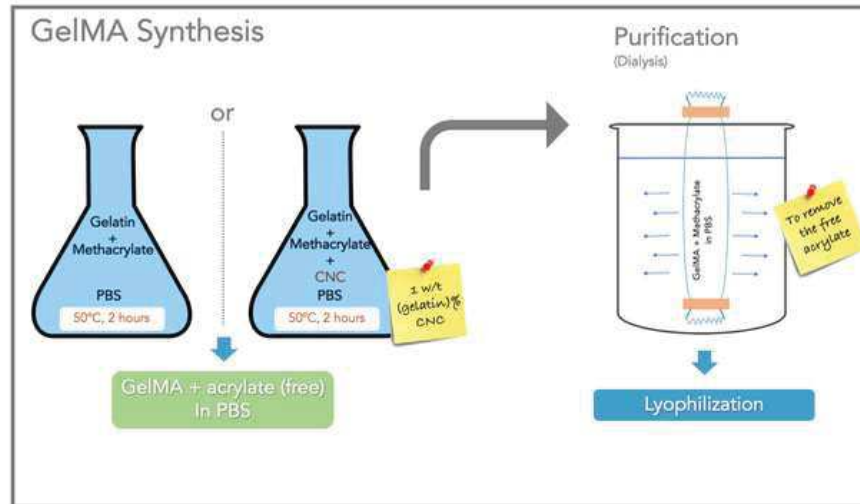 GelMA Synthesis
or
Gelatin
+
Methacrylate
PBS
50°C, 2 hours
Gelatin
+
Methacrylate
+
CNC
PBS
50°C, 2 hours
1 w/t
(gelatin)%
CNC
GelMA + acrylate (free)
In PBS
Purification
(Dialysis)
GelMA + Methacrylate
in PBS
To remove
the free
acrylate
Lyophilization